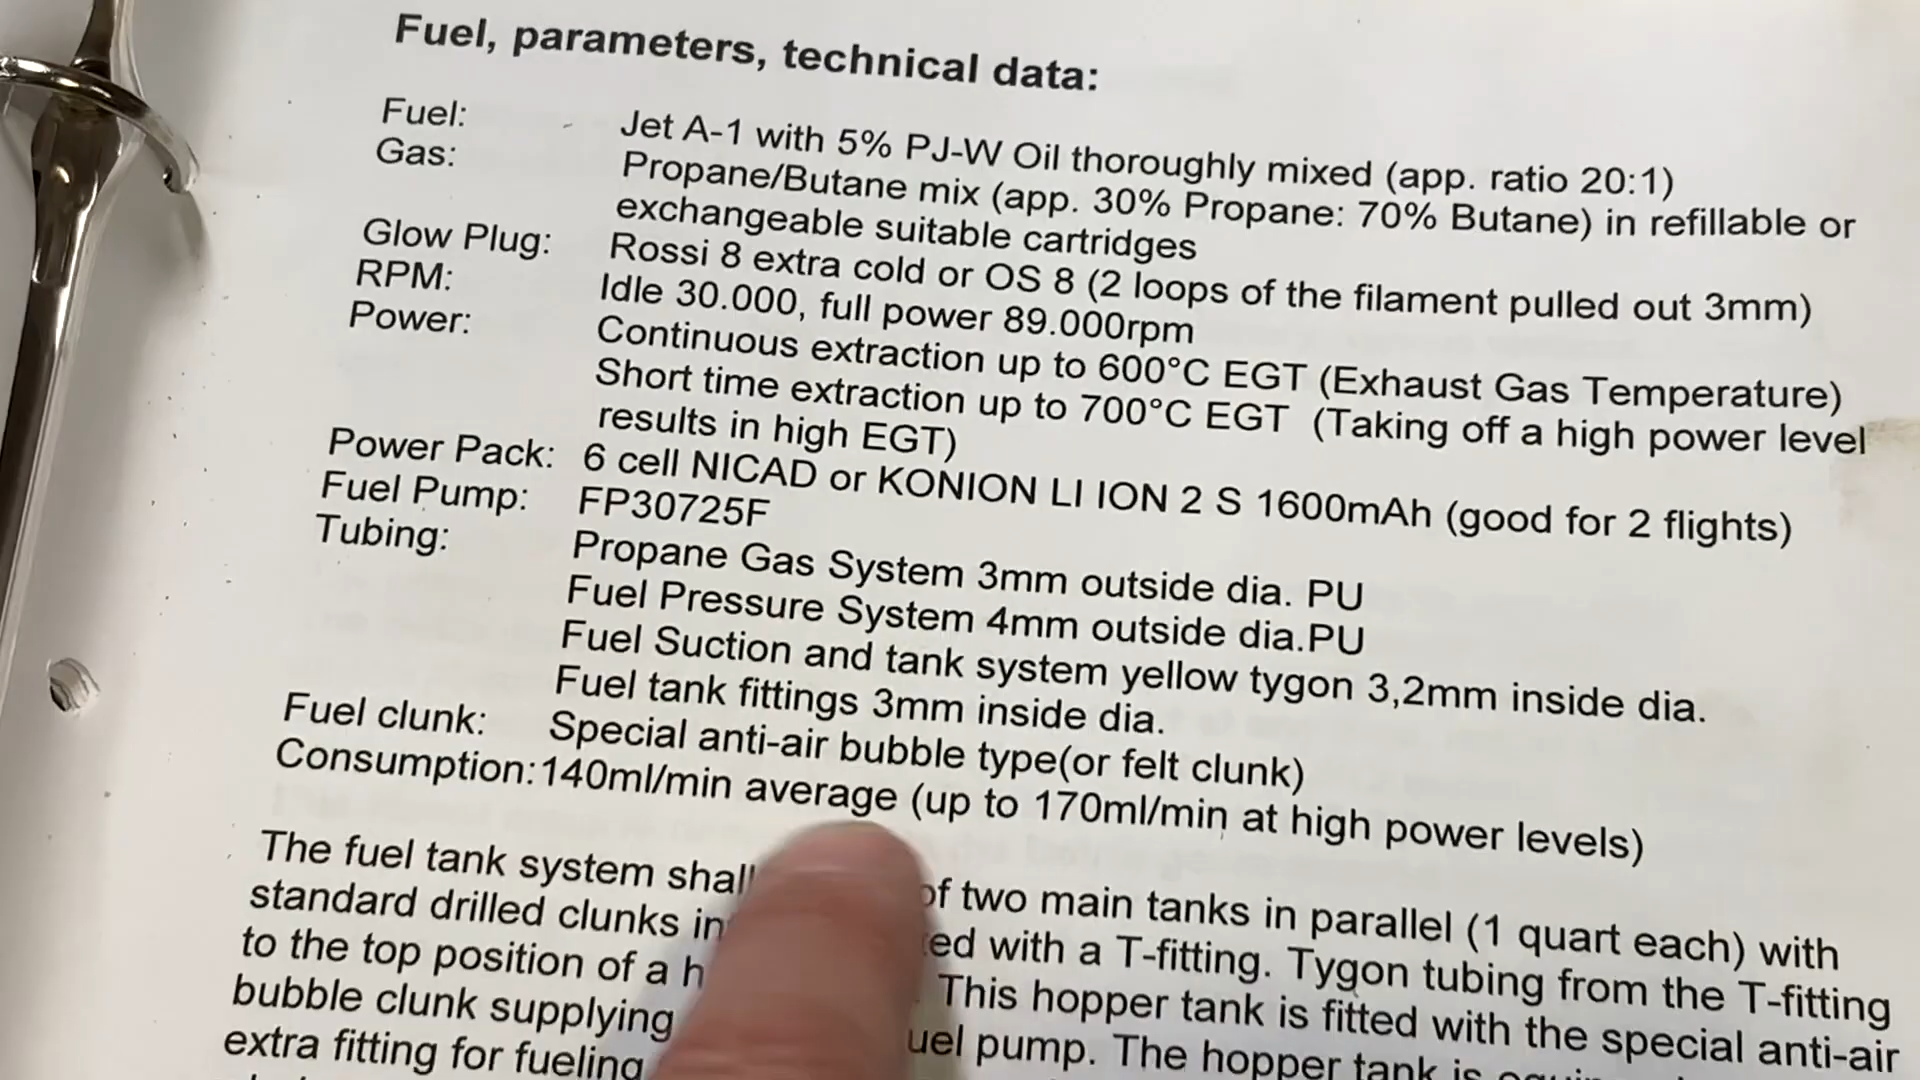 Fuel, parameters, technical data:
Fuel: Jet A-1 with 5% PJ-W Oil thoroughly mixed (app. ratio 20:1)
Gas: Propane/Butane mix (app. 30% Propane: 70% Butane) in refillable or
exchangeable suitable cartridges
Glow Plug: Rossi 8 extra cold or OS 8 (2 loops of the filament pulled out 3mm)
RPM: Idle 30.000, full power 89.000rpm
Power: Continuous extraction up to 600°C EGT (Exhaust Gas Temperature)
Short time extraction up to 700°C EGT (Taking off a high power level
results in high EGT)
Power Pack: 6 cell NICAD or KONION LI ION 2 S 1600mAh (good for 2 flights)
Fuel Pump: FP30725F
Tubing: Propane Gas System 3mm outside dia. PU
Fuel Pressure System 4mm outside dia.PU
Fuel Suction and tank system yellow tygon 3,2mm inside dia.
Fuel tank fittings 3mm inside dia.
Fuel clunk: Special anti-air bubble type(or felt clunk)
Consumption:140ml/min average (up to 170ml/min at high power levels)
The fuel tank system shall of two main tanks in parallel (1 quart each) with
standard drilled clunks with a T-fitting. Tygon tubing from the T-fitting
to the top position of a This hopper tank is fitted with the special anti-air
bubble clunk supplying pump. The hopper tank is
extra fitting for fueling